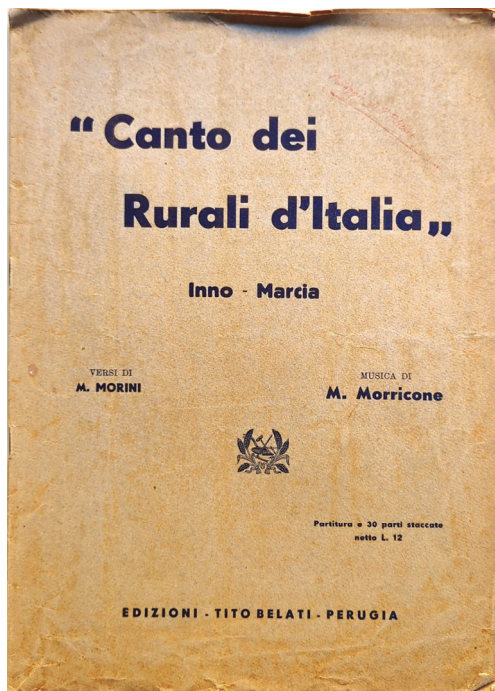 “ Canto dei
Rurali d'Italia „
Inno - Marcia
VERSI DI
M. MORINI
MUSICA DI
M. Morricone
Partitura e 30 parti staccate
netto L. 12
EDIZIONI - TITO BELATI - PERUGIA